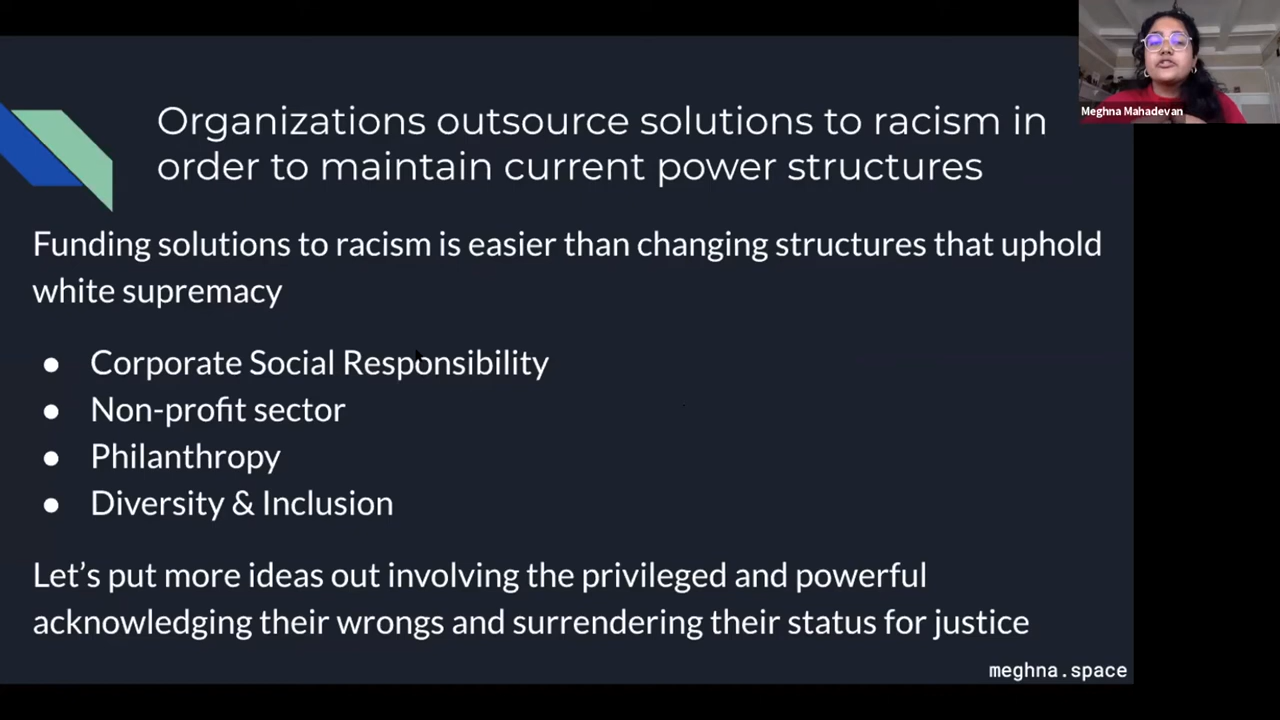 Meghna Mahadevan
Organizations outsource solutions to racism in
order to maintain current power structures
Funding solutions to racism is easier than changing structures that uphold
white supremacy
● Corporate Social Responsibility
● Non-profit sector
● Philanthropy
● Diversity & Inclusion
Let’s put more ideas out involving the privileged and powerful
acknowledging their wrongs and surrendering their status for justice
meghna.space